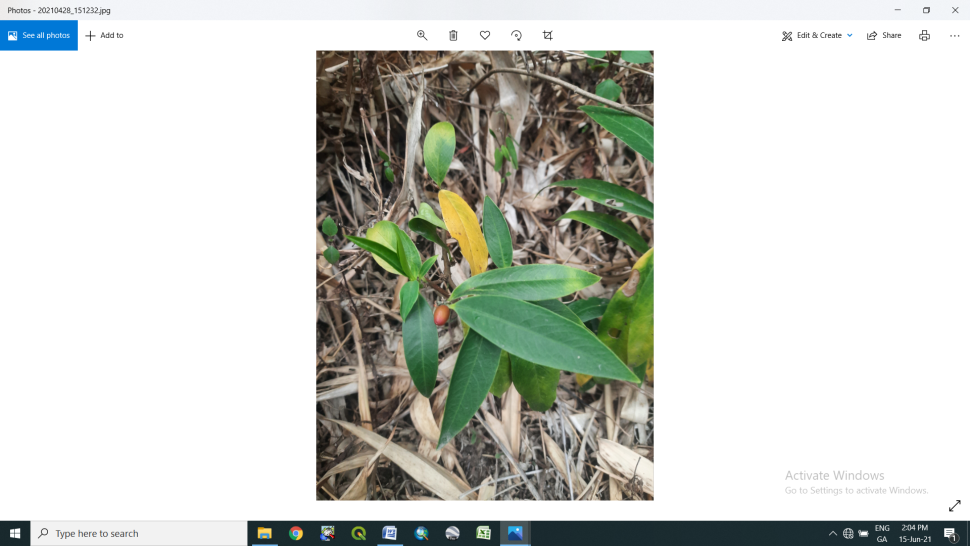 Photos - 20210428_151232.jpg
See all photos
Add to
Edit & Create
Share
Activate Windows
Go to Settings to activate Windows.
Type here to search
ENG
GA
2:04 PM
15-Jun-21
1